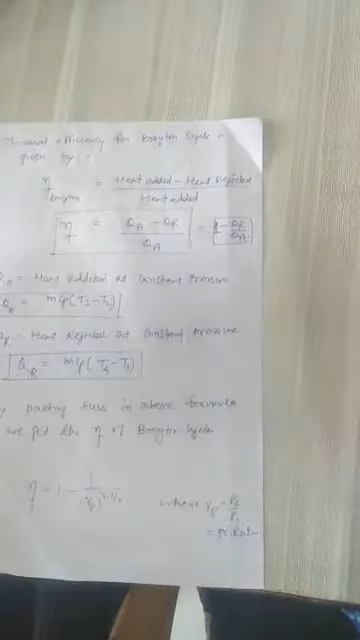 Thermal efficiency for Brayton Cycle is
given by :-
η Brayton = Heat added - Heat Rejected / Heat added
η = QA - QR / QA = 1 - QR / QA
QA = Heat addition at Constant Pressure
QA = mCp(T3-T2)
QR - Heat Rejected at Constant Pressure
QR = mCp(T4-T1)
By putting these in above formula
we get the η of Brayton Cycle
η = 1 - 1 / (rp)^γ-1/γ where rp = P2 / P1
= Pr. Ratio